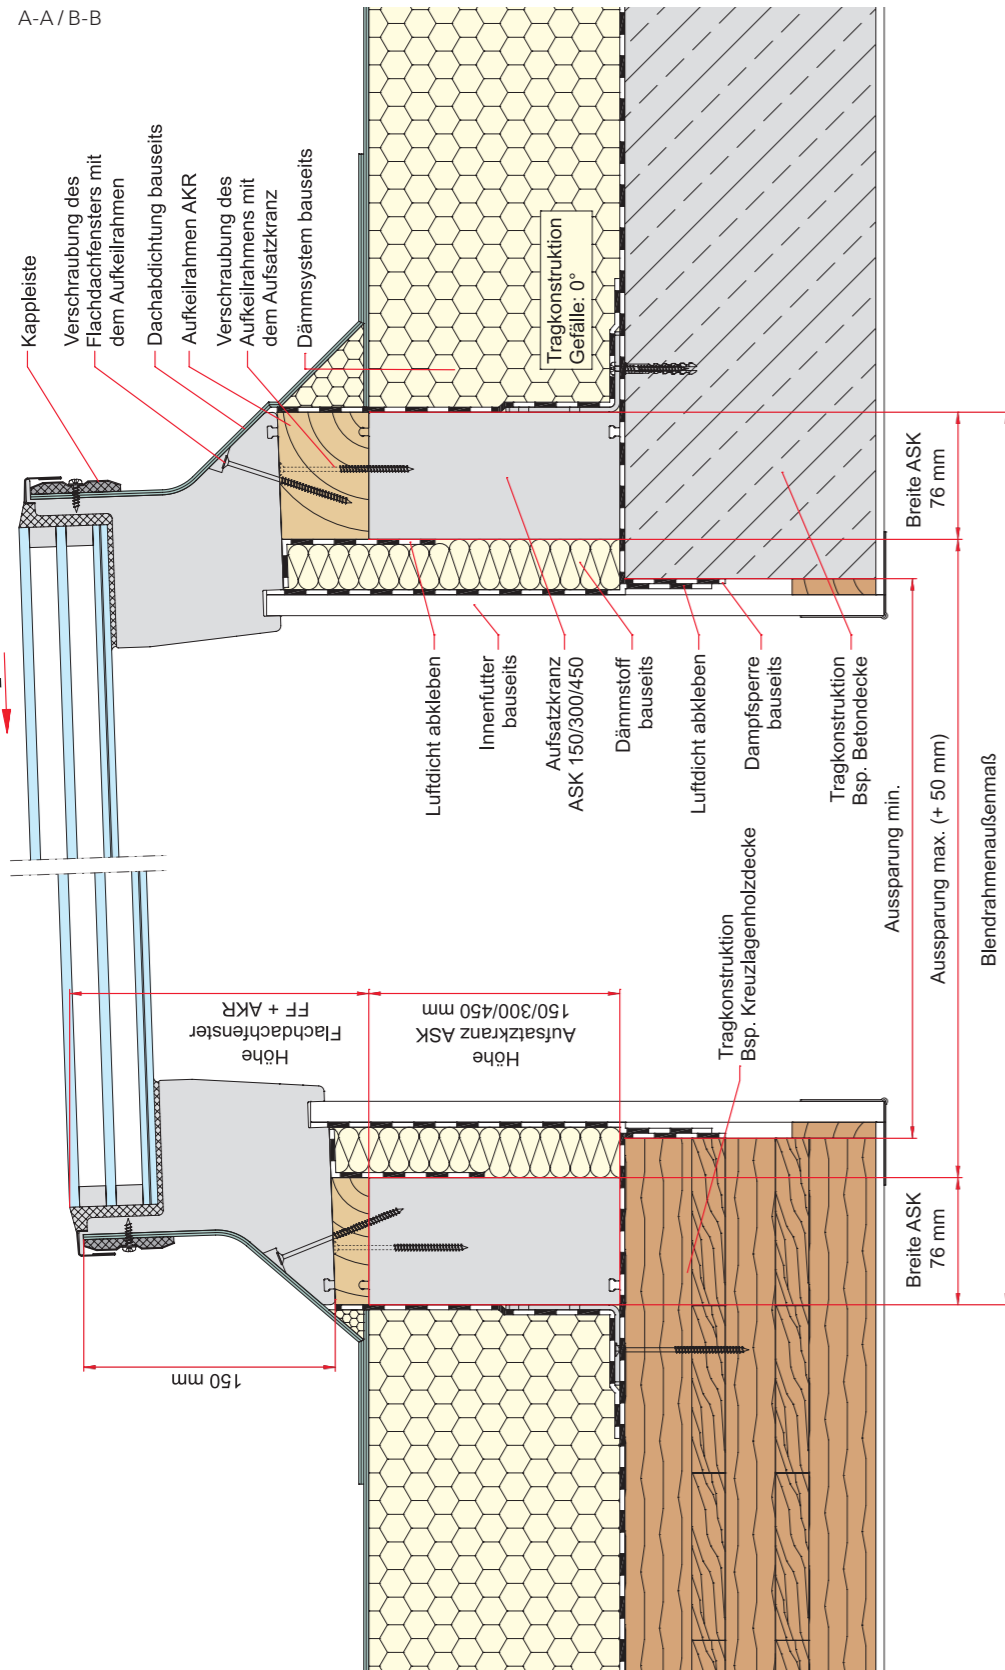 A-A / B-B
Kappleiste
Verschraubung des
Flachdachfensters mit
dem Aufkeilrahmen
Dachabdichtung bauseits
Aufkeilrahmen AKR
Verschraubung des
Aufkeilrahmens mit
dem Aufsatzkranz
Dämmsystem bauseits
Tragkonstruktion
Gefälle: 0°
Breite ASK
76 mm
Luftdicht abkleben
Innenfutter
bauseits
Aufsatzkranz
ASK 150/300/450
Dämmstoff
bauseits
Luftdicht abkleben
Dampfsperre
bauseits
Tragkonstruktion
Bsp. Betondecke
Aussparung min.
Aussparung max. (+ 50 mm)
Blendrahmenaußenmaß
Tragkonstruktion
Bsp. Kreuzlagenholzdecke
Höhe
Flachdachfenster
FF + AKR
Höhe
Aufsatzkranz ASK
150/300/450 mm
Breite ASK
76 mm
150 mm